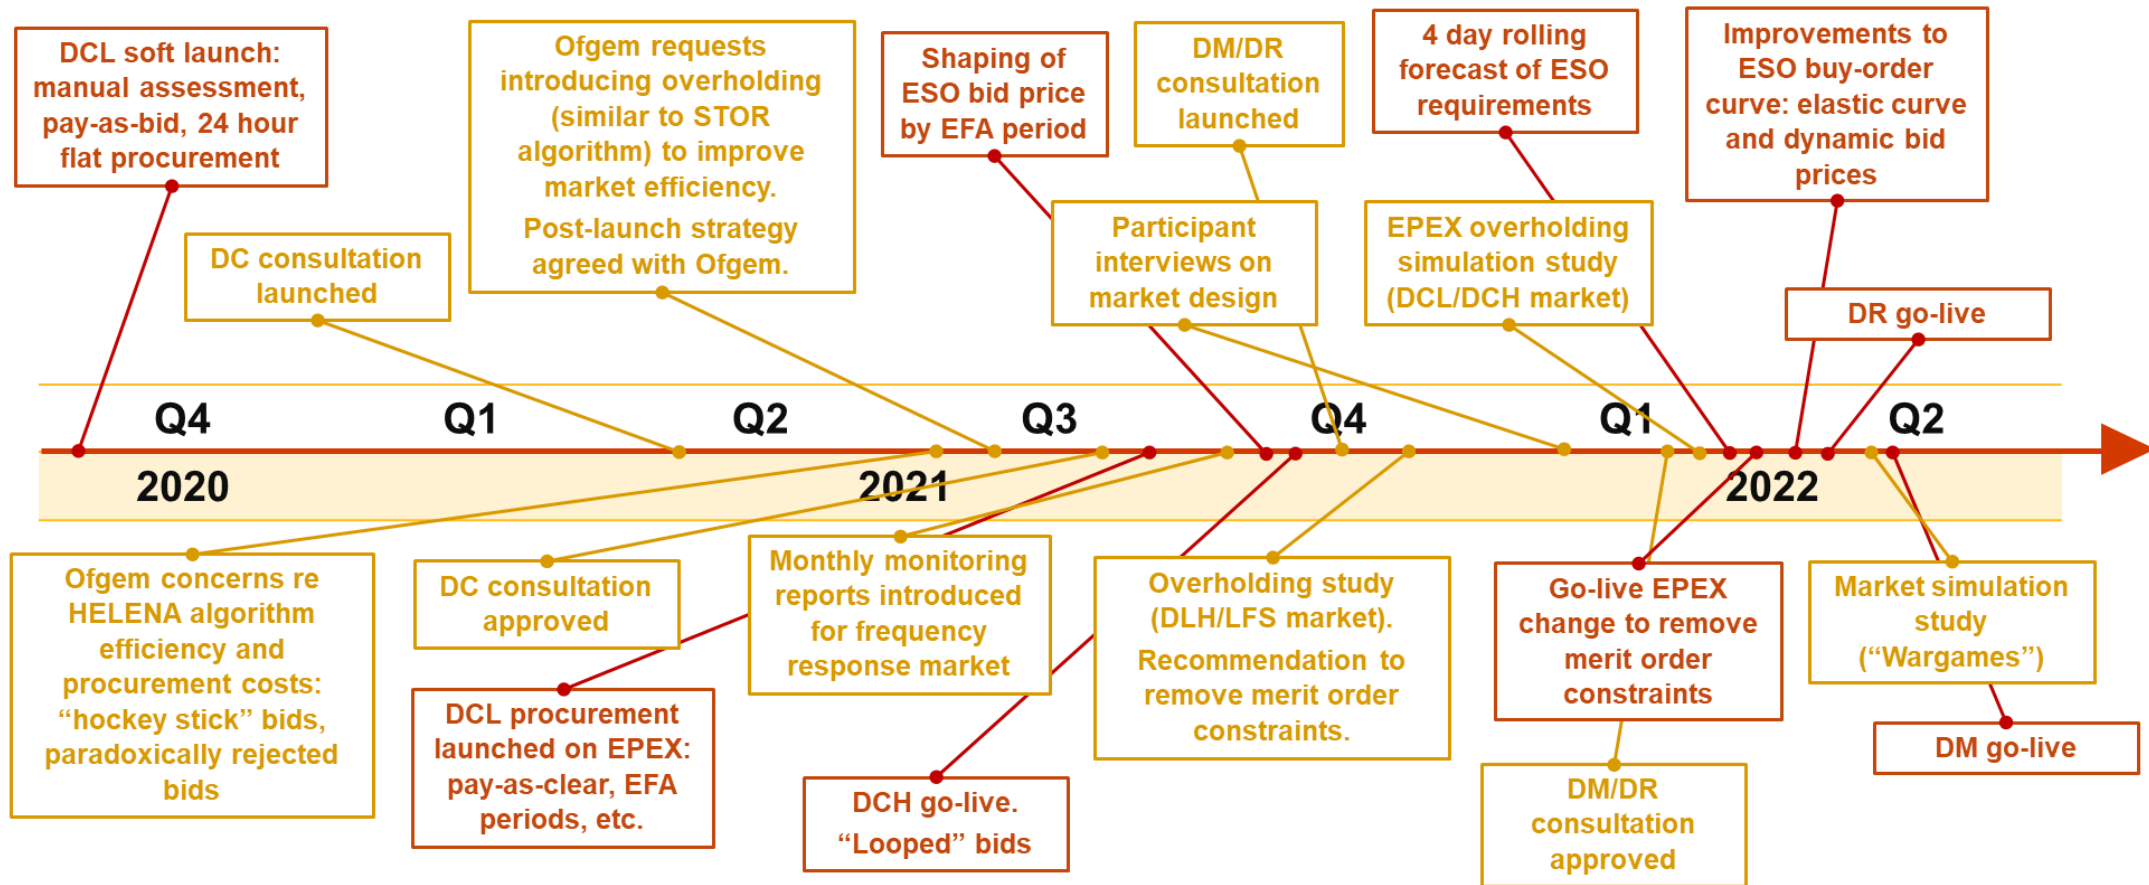 DCL soft launch:
manual assessment,
pay-as-bid, 24 hour
flat procurement
DC consultation
launched
Ofgem requests
introducing overholding
(similar to STOR
algorithm) to improve
market efficiency.
Post-launch strategy
agreed with Ofgem.
Shaping of
ESO bid price
by EFA period
DM/DR
consultation
launched
Participant
interviews on
market design
4 day rolling
forecast of ESO
requirements
EPEX overholding
simulation study
(DCL/DCH market)
Improvements to
ESO buy-order
curve: elastic curve
and dynamic bid
prices
DR go-live
Q4 Q1 Q2 Q3 Q4 Q1 Q2
2020 2021 2022
Ofgem concerns re
HELENA algorithm
efficiency and
procurement costs:
“hockey stick” bids,
paradoxically rejected
bids
DC consultation
approved
DCL procurement
launched on EPEX:
pay-as-clear, EFA
periods, etc.
Monthly monitoring
reports introduced
for frequency
response market
DCH go-live.
“Looped” bids
Overholding study
(DLH/LFS market).
Recommendation to
remove merit order
constraints.
Go-live EPEX
change to remove
merit order
constraints
DM/DR
consultation
approved
Market simulation
study
(“Wargames”)
DM go-live